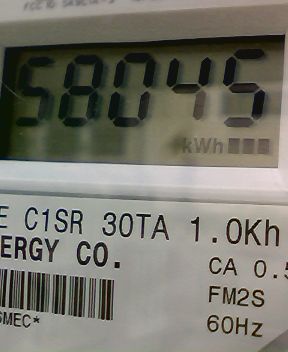 58045
kWh
E C1SR 30TA 1.0Kh
ERGY CO.
CA 0.5
FM2S
60Hz
SMEC*